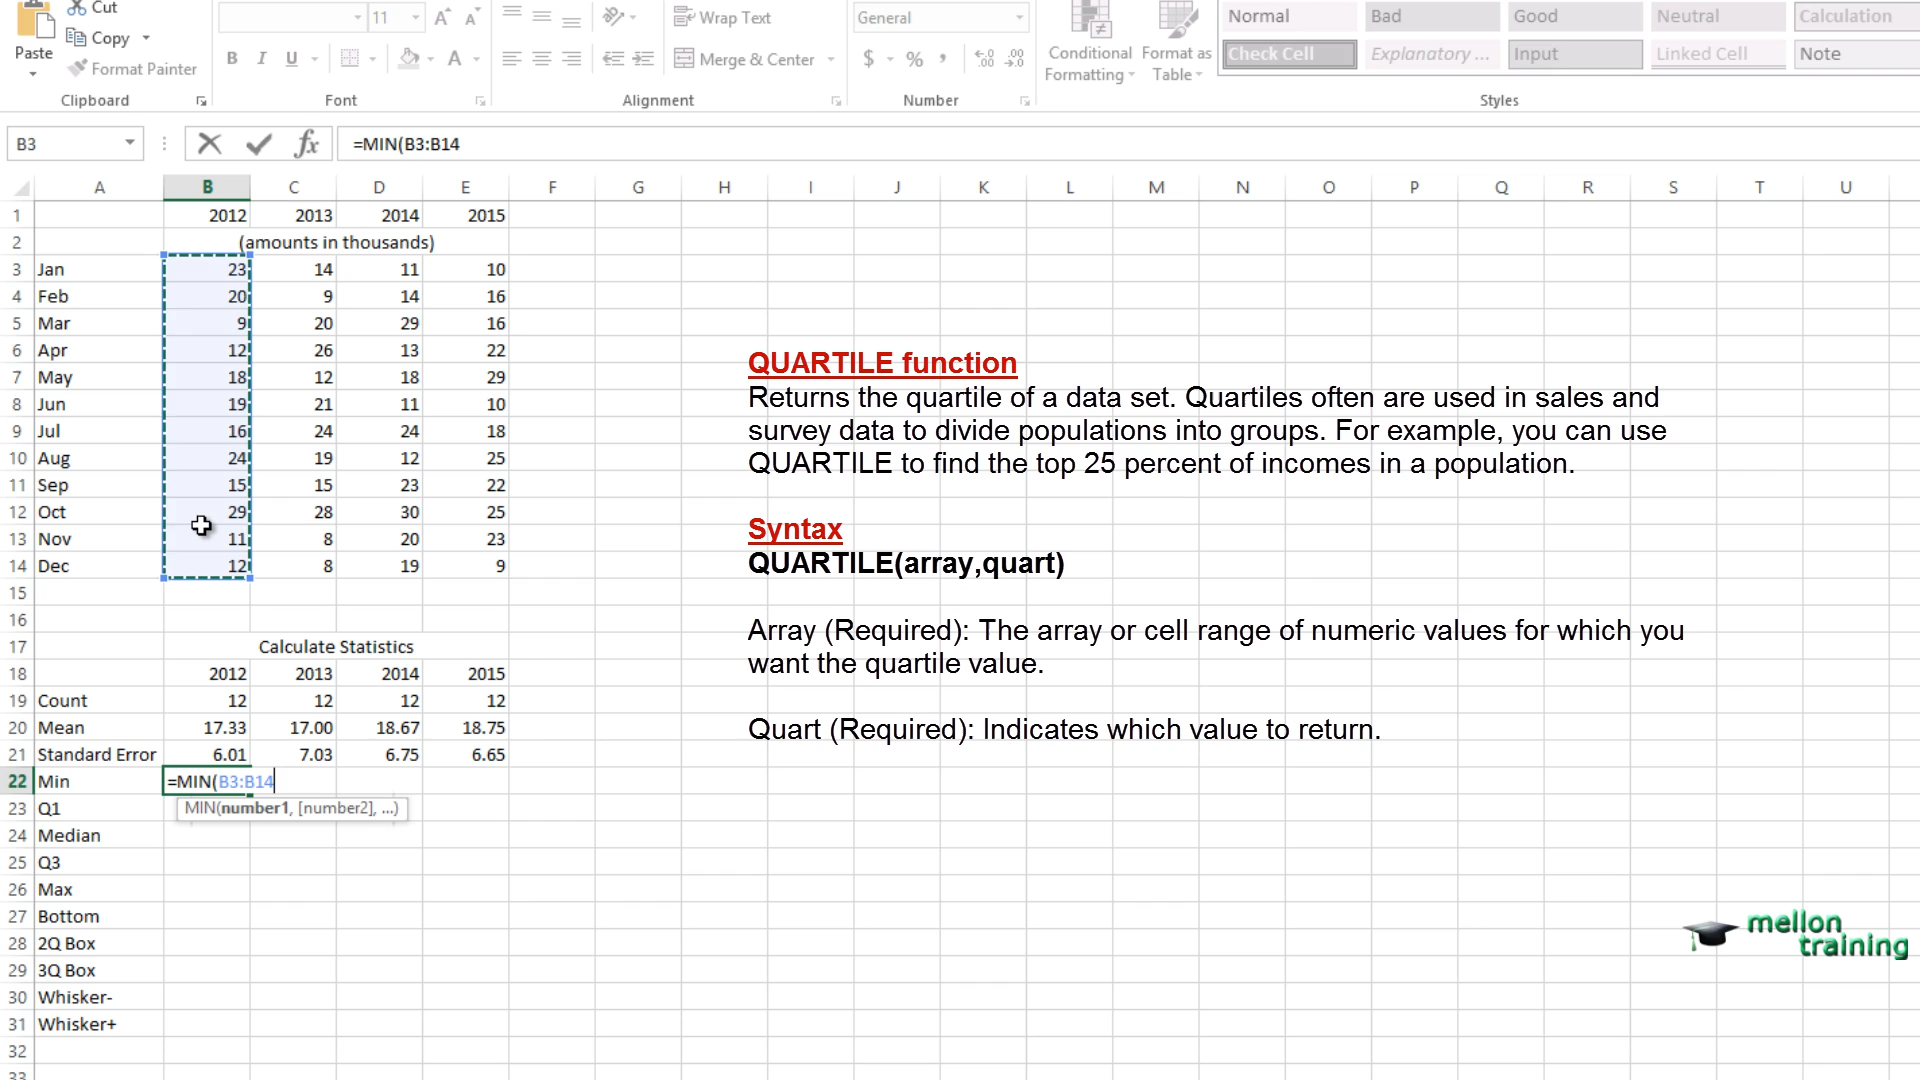 Cut
Copy
Paste
Format Painter
Clipboard
11
A A
B I U A
Font
Wrap Text
Merge & Center
Alignment
General
$ % ,
Number
Conditional Formatting
Format as Table
Normal Bad Good Neutral Calculation
Check Cell Explanatory ... Input Linked Cell Note
Styles
B3 fx =MIN(B3:B14
A B C D E F G H I J K L M N O P Q R S T U
1 2012 2013 2014 2015
2 (amounts in thousands)
3 Jan 23 14 11 10
4 Feb 20 9 14 16
5 Mar 9 20 29 16
6 Apr 12 26 13 22
7 May 18 12 18 29
8 Jun 19 21 11 10
9 Jul 16 24 24 18
10 Aug 24 19 12 25
11 Sep 15 15 23 22
12 Oct 29 28 30 25
13 Nov 11 8 20 23
14 Dec 12 8 19 9
15
16
17 Calculate Statistics
18 2012 2013 2014 2015
19 Count 12 12 12 12
20 Mean 17.33 17.00 18.67 18.75
21 Standard Error 6.01 7.03 6.75 6.65
22 Min =MIN(B3:B14
MIN(number1, [number2], ...)
23 Q1
24 Median
25 Q3
26 Max
27 Bottom
28 2Q Box
29 3Q Box
30 Whisker-
31 Whisker+
32
33
QUARTILE function
Returns the quartile of a data set. Quartiles often are used in sales and
survey data to divide populations into groups. For example, you can use
QUARTILE to find the top 25 percent of incomes in a population.
Syntax
QUARTILE(array,quart)
Array (Required): The array or cell range of numeric values for which you
want the quartile value.
Quart (Required): Indicates which value to return.
mellon
training